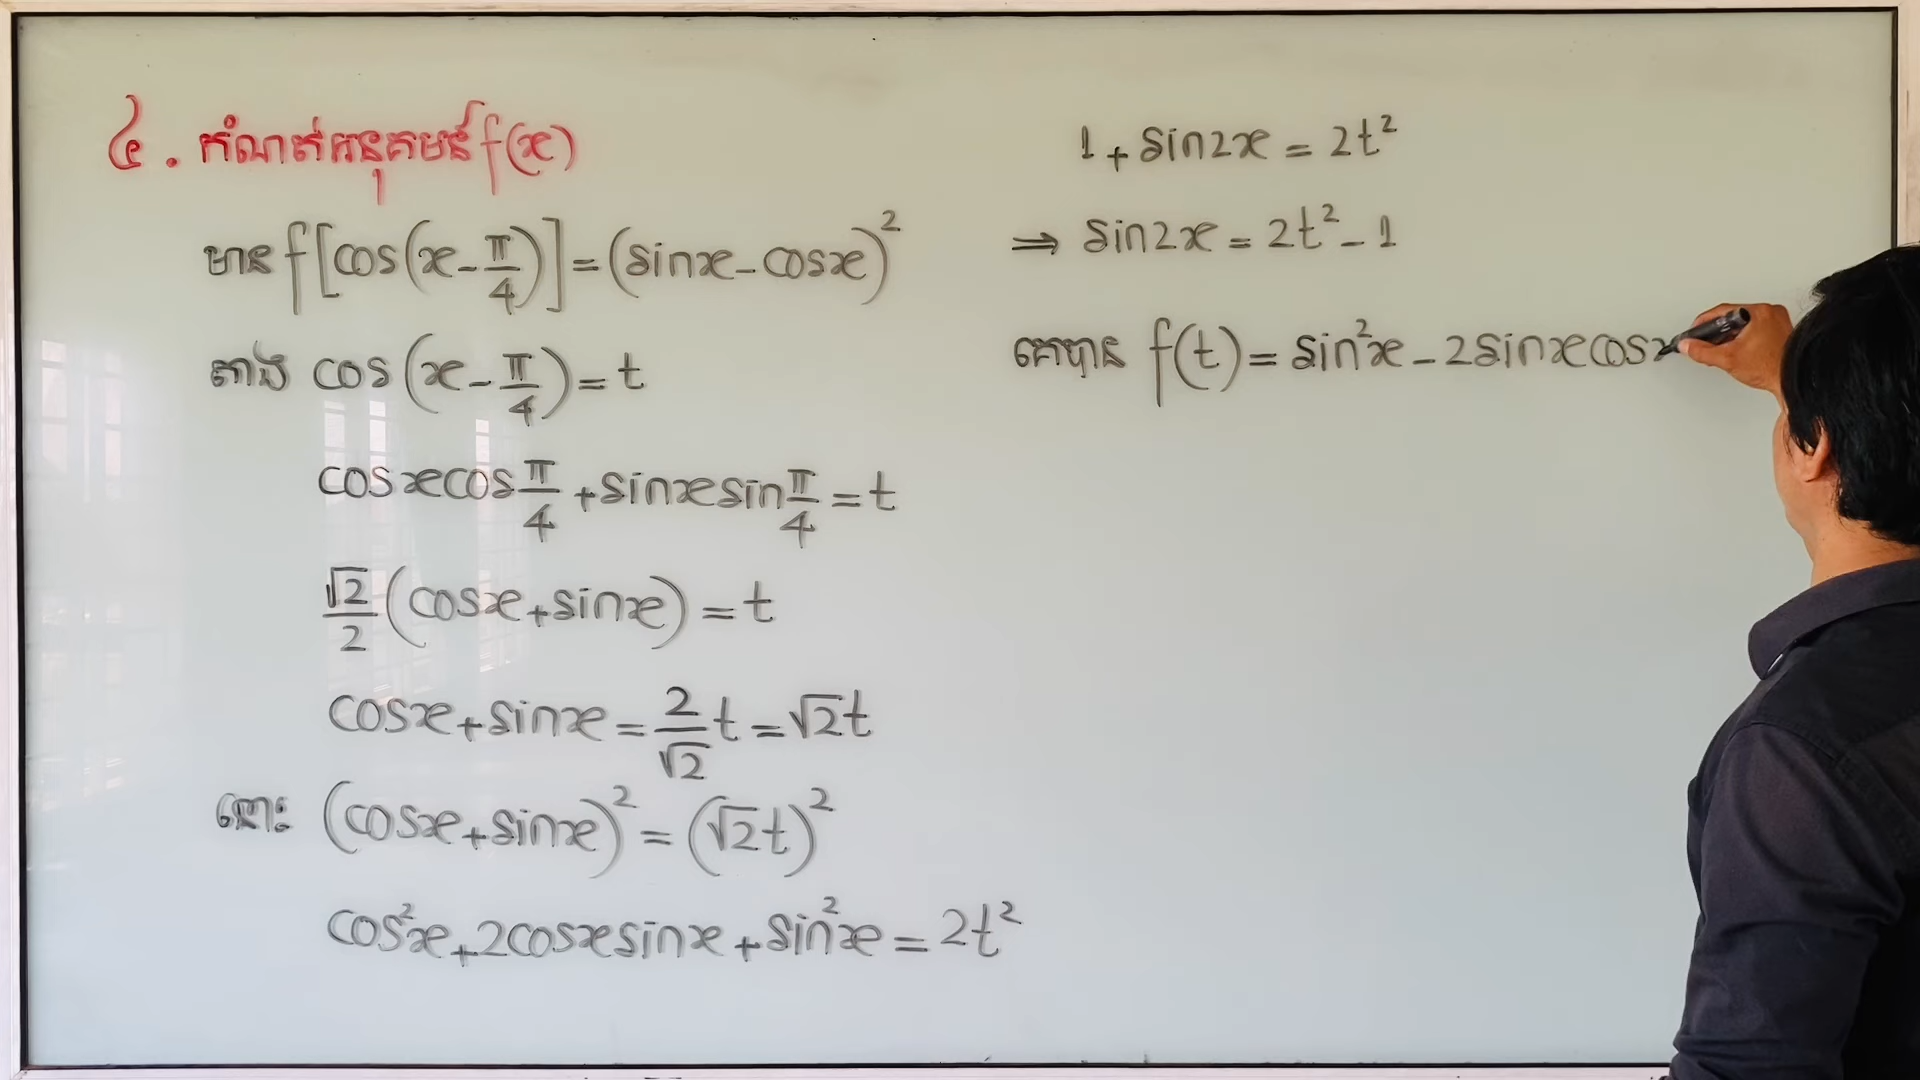 ៤. កំណត់អនុគមន៍ f(x)
មាន f[cos(x-π/4)]=(sinx-cosx)²
តាង cos(x-π/4)=t
cosxcosπ/4+sinxsinπ/4=t
√2/2(cosx+sinx)=t
cosx+sinx=2/√2t=√2t
នោះ (cosx+sinx)²=(√2t)²
cos²x+2cosxsinx+sin²x=2t²
1+sin2x=2t²
⇒ sin2x=2t²-1
គេបាន f(t)=sin²x-2sinxcosx